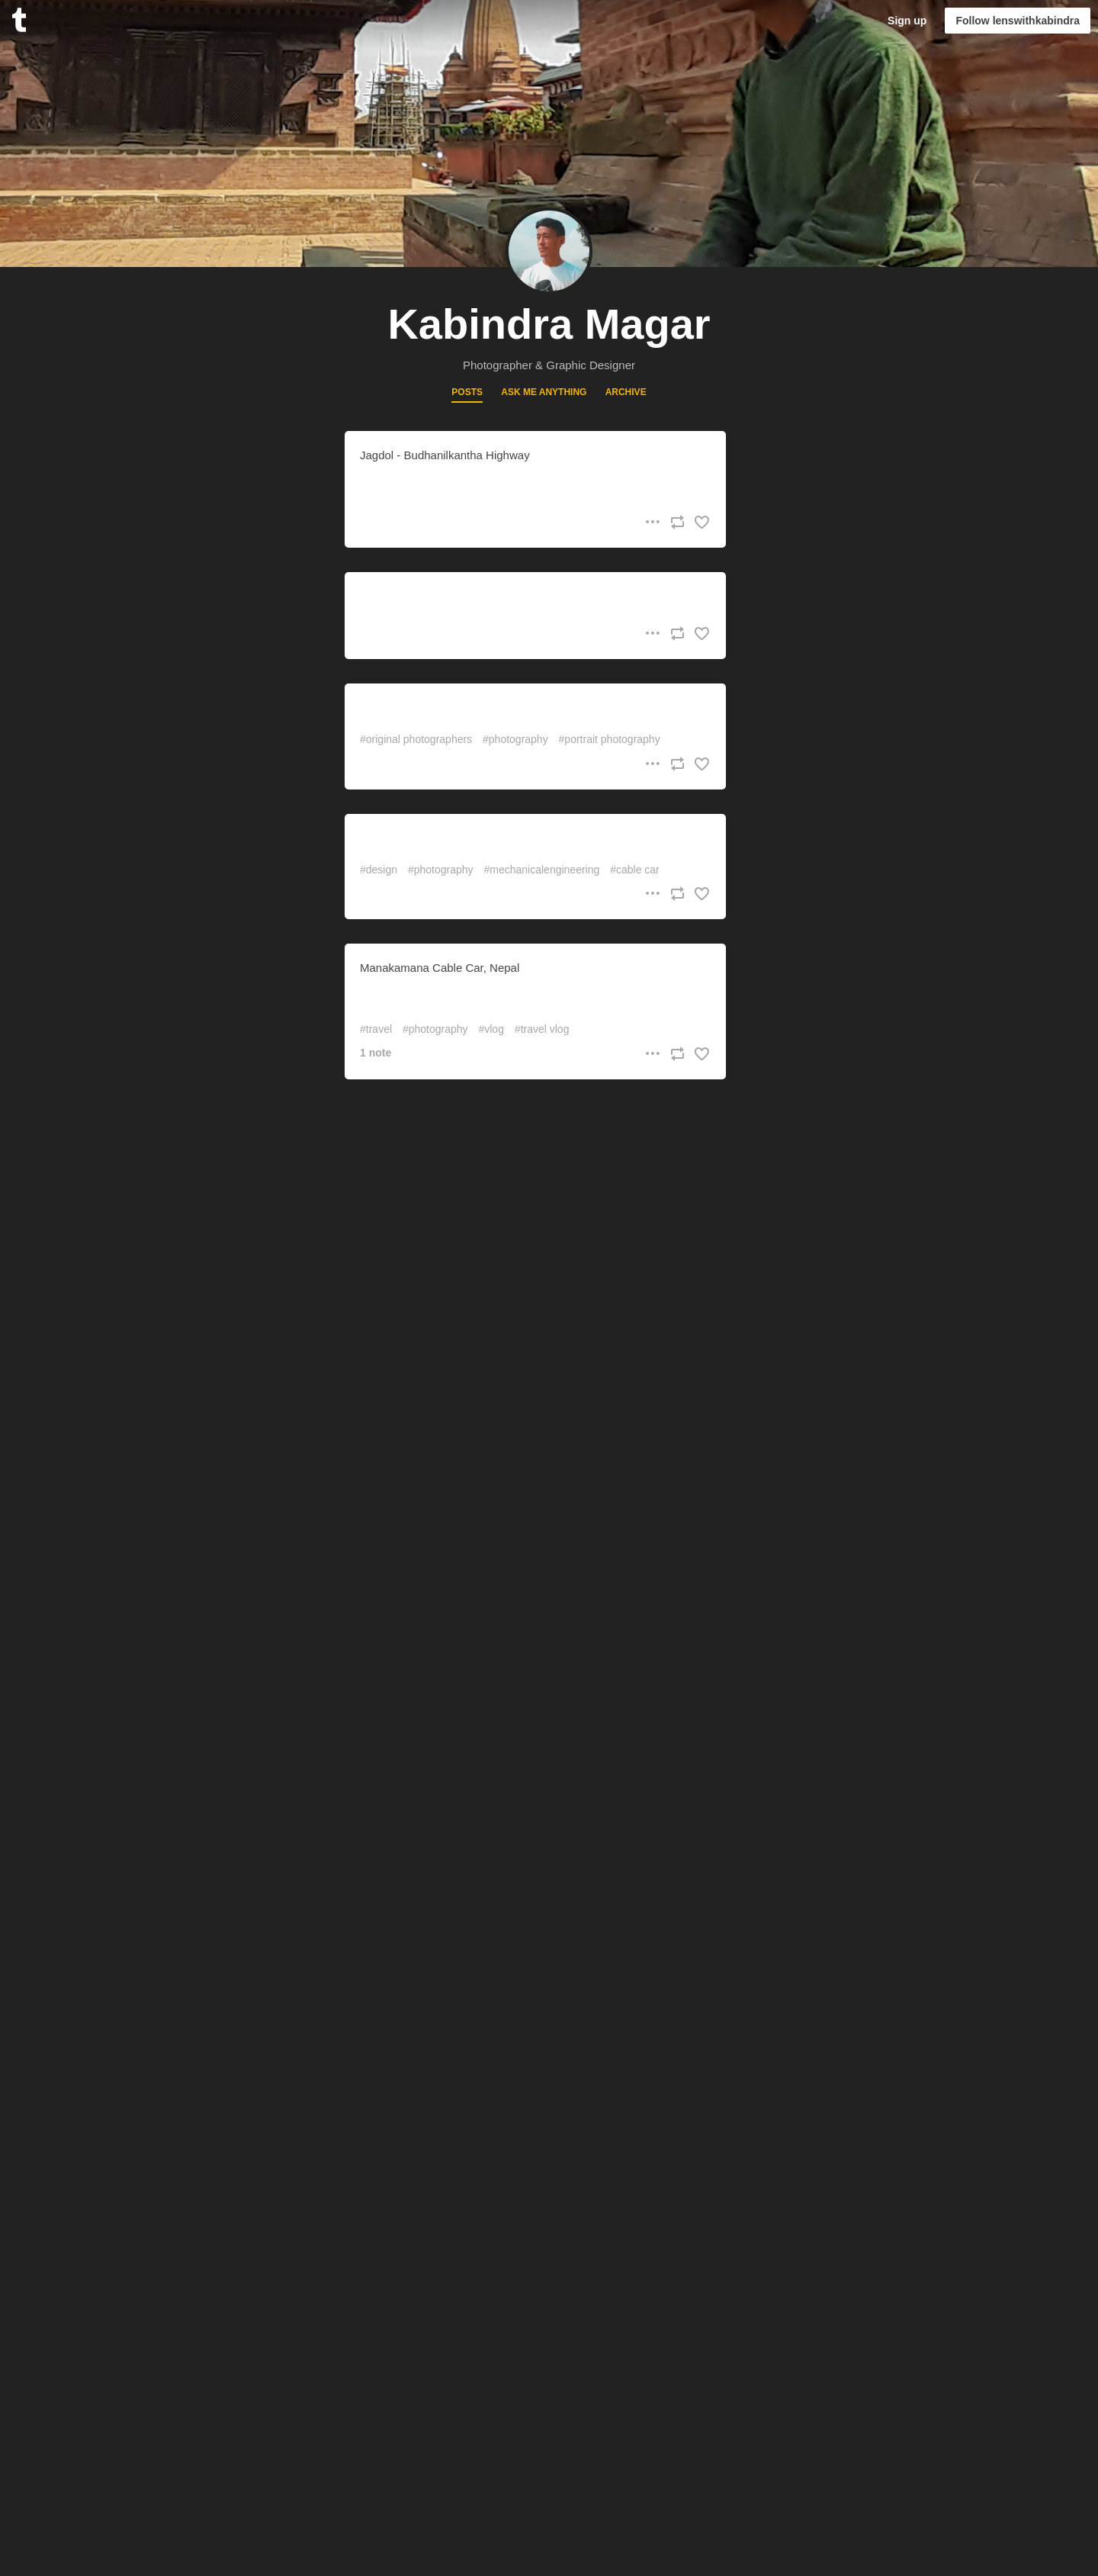 Sign up
Follow lenswithkabindra
Kabindra Magar
Photographer & Graphic Designer
POSTS ASK ME ANYTHING ARCHIVE
Jagdol - Budhanilkantha Highway
#original photographers #photography #portrait photography
#design #photography #mechanicalengineering #cable car
Manakamana Cable Car, Nepal
#travel #photography #vlog #travel vlog
1 note